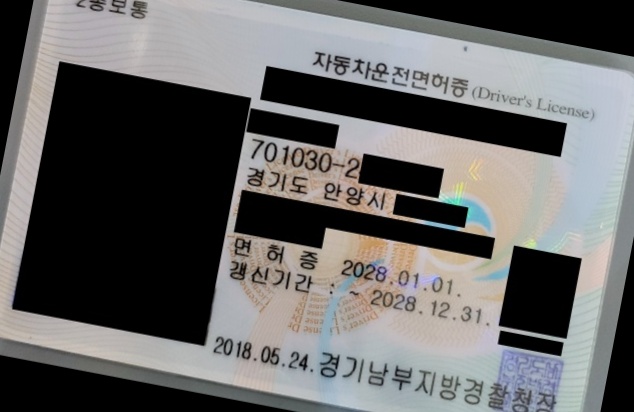 2종보통
자동차운전면허증 (Driver's License)
701030-2
경기도 안양시
면 허 증
갱신기간 :
2028.01.01.
~ 2028.12.31.
2018.05.24. 경기남부지방경찰청장